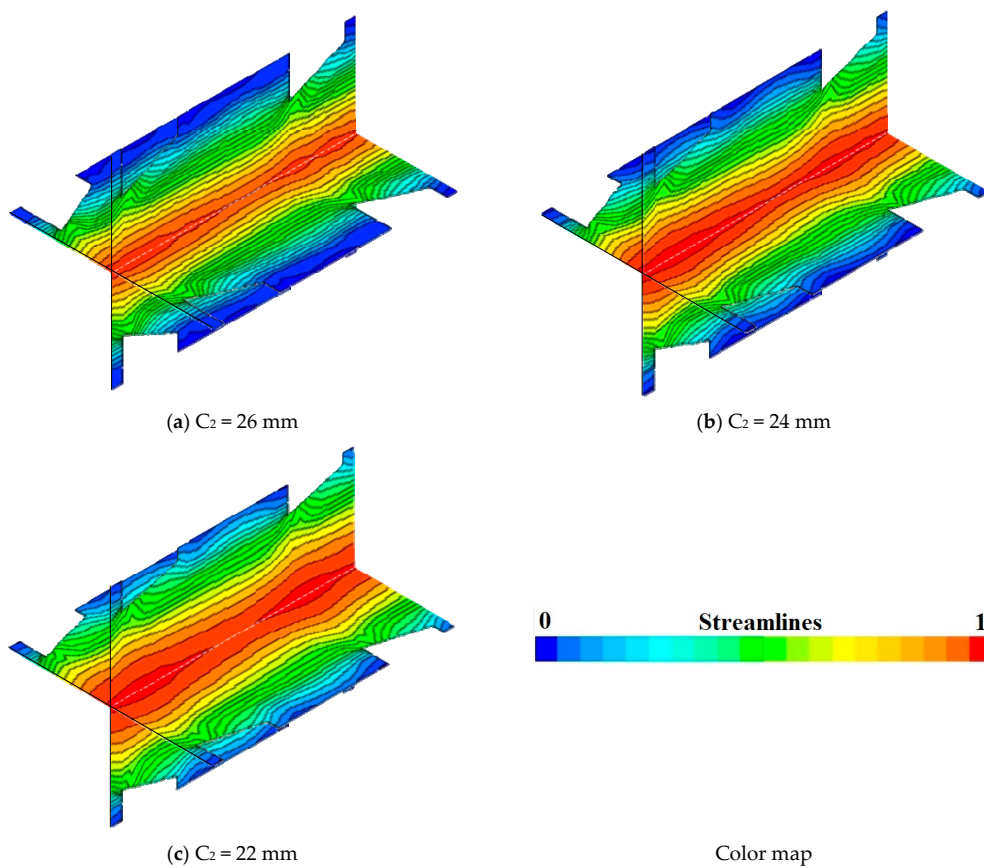 (a) C₂ = 26 mm
(b) C₂ = 24 mm
0 Streamlines 1
(c) C₂ = 22 mm
Color map